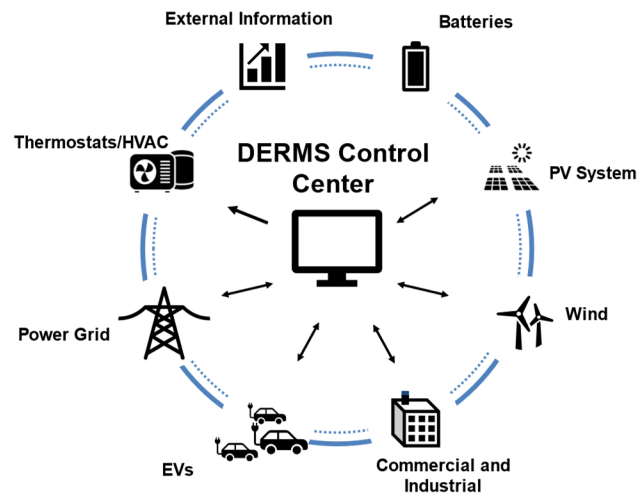 External Information
Batteries
Thermostats/HVAC
DERMS Control
Center
PV System
Power Grid
Wind
EVs
Commercial and
Industrial